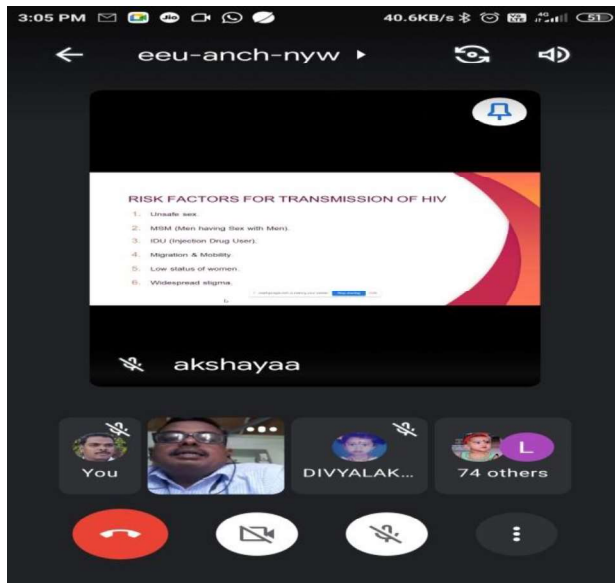 3:05 PM 40.6KB/s 4G 51
eeu-anch-nyw
RISK FACTORS FOR TRANSMISSION OF HIV
1. Unsafe sex.
2. MSM (Men having Sex with Men).
3. IDU (Injection Drug User).
4. Migration & Mobility.
5. Low status of women.
6. Widespread stigma.
akshayaa
You
DIVYALAK...
L
74 others